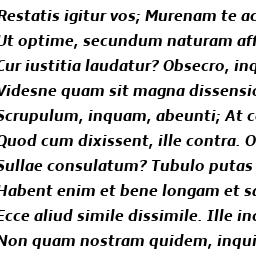 Restatis igitur vos; Murenam te ac
Ut optime, secundum naturam aff
Cur iustitia laudatur? Obsecro, inq
Videsne quam sit magna dissensio
Scrupulum, inquam, abeunti; At c
Quod cum dixissent, ille contra. O
Sullae consulatum? Tubulo putas
Habent enim et bene longam et sa
Ecce aliud simile dissimile. Ille inc
Non quam nostram quidem, inqui